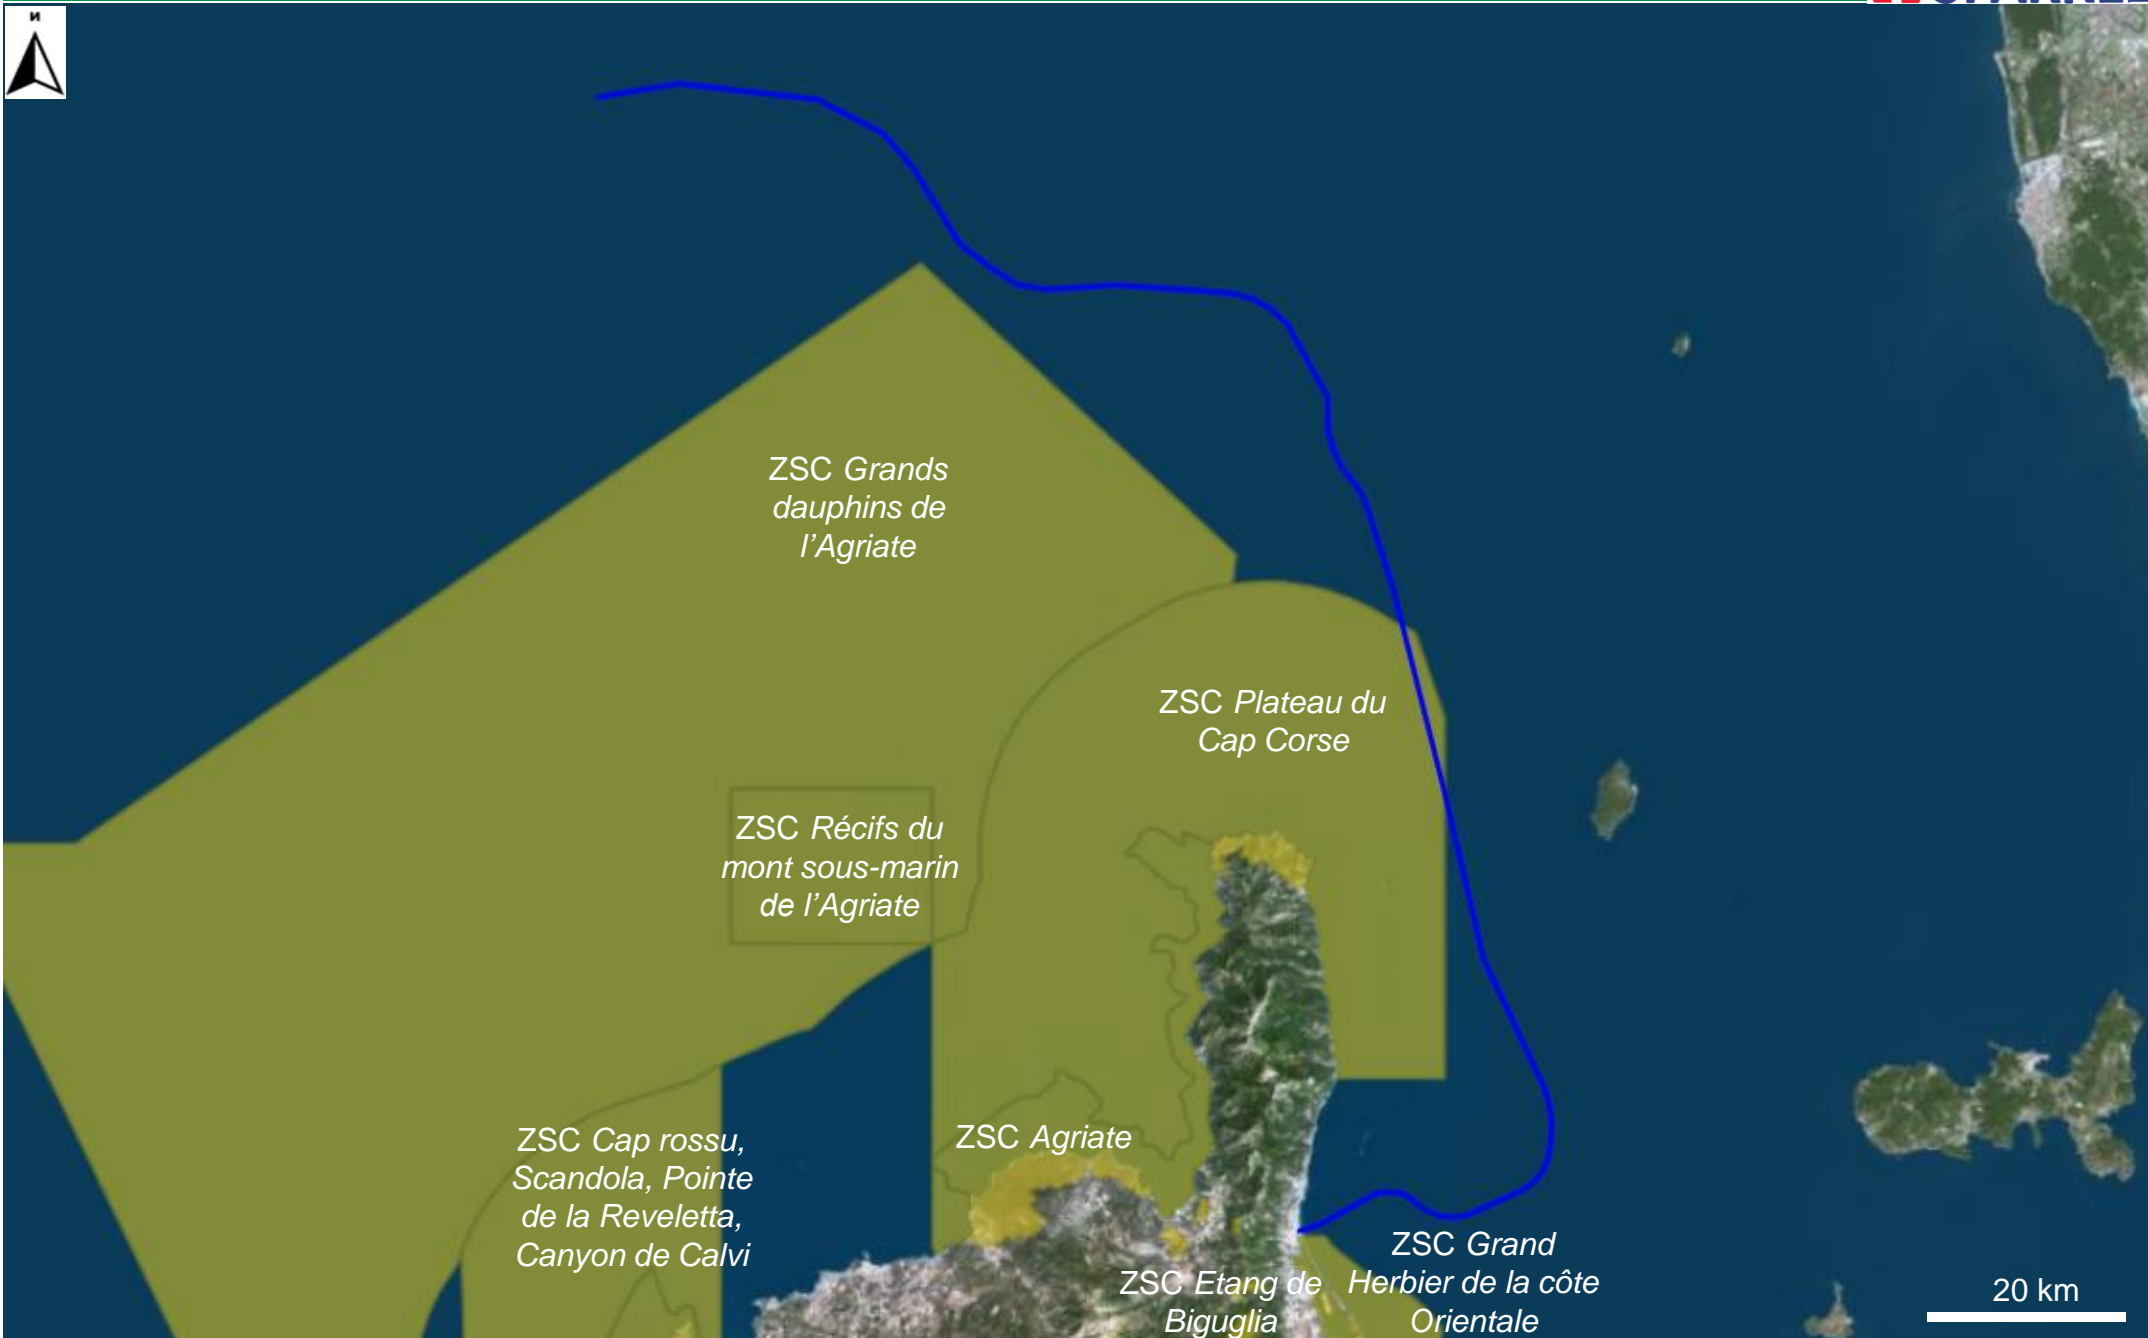 N
ZSC Grands
dauphins de
l'Agriate
ZSC Plateau du
Cap Corse
ZSC Récifs du
mont sous-marin
de l'Agriate
ZSC Cap rossu,
Scandola, Pointe
de la Reveletta,
Canyon de Calvi
ZSC Agriate
ZSC Etang de
Biguglia
ZSC Grand
Herbier de la côte
Orientale
20 km